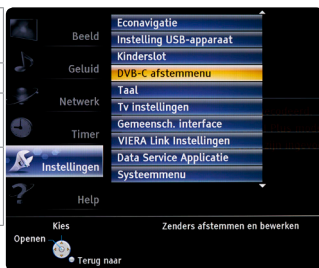 Beeld
Geluid
Netwerk
Timer
Instellingen
Help
Econavigatie
Instelling USB-apparaat
Kinderslot
DVB-C afstemmenu
Taal
Tv instellingen
Gemeensch. interface
VIERA Link Instellingen
Data Service Applicatie
Systeemmenu
Kies
Openen
Terug naar
Zenders afstemmen en bewerken